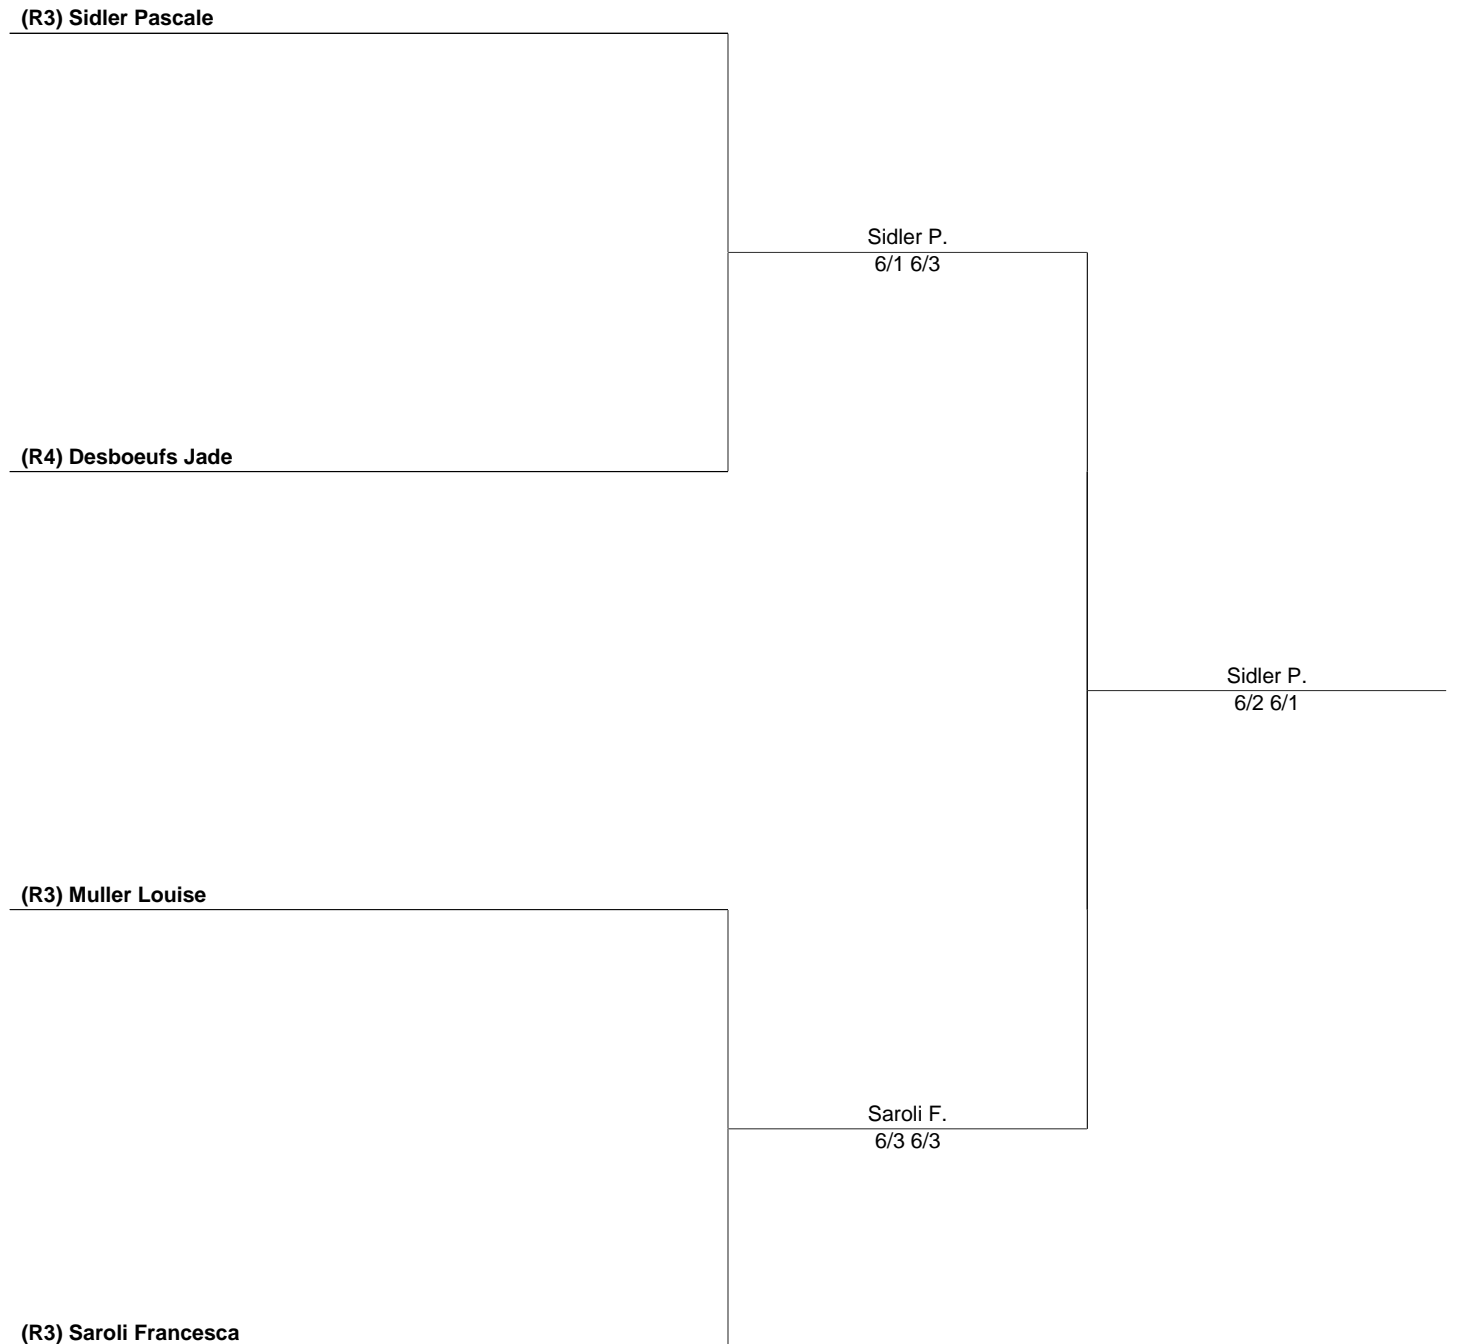 (R3) Sidler Pascale
Sidler P.
6/1 6/3
(R4) Desboeufs Jade
Sidler P.
6/2 6/1
(R3) Muller Louise
Saroli F.
6/3 6/3
(R3) Saroli Francesca